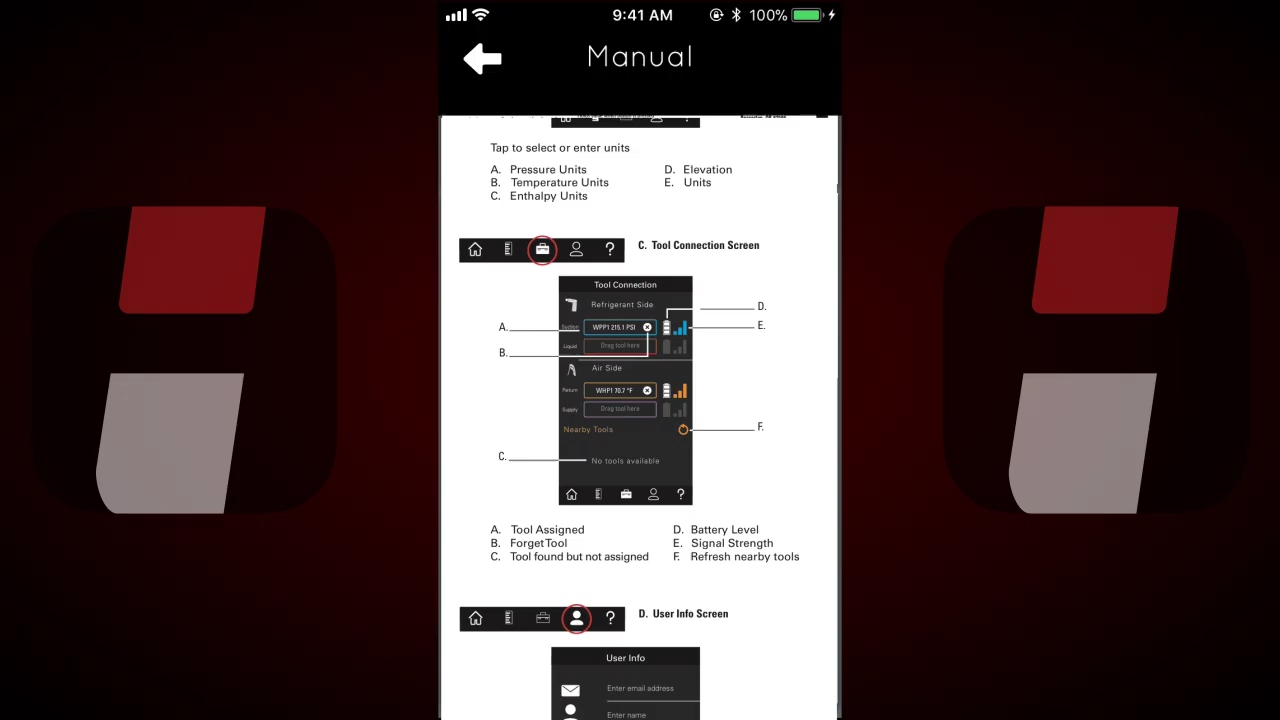 9:41 AM
100%
Manual
Tap to select or enter units
A. Pressure Units
B. Temperature Units
C. Enthalpy Units
D. Elevation
E. Units
C. Tool Connection Screen
Tool Connection
Refrigerant Side
Suction
WPP1 215.1 PSI
Liquid
Drag tool here
Air Side
Return
WHP1 70.7 °F
Supply
Drag tool here
Nearby Tools
No tools available
A.
B.
C.
D.
E.
F.
A. Tool Assigned
B. Forget Tool
C. Tool found but not assigned
D. Battery Level
E. Signal Strength
F. Refresh nearby tools
D. User Info Screen
User Info
Enter email address
Enter name